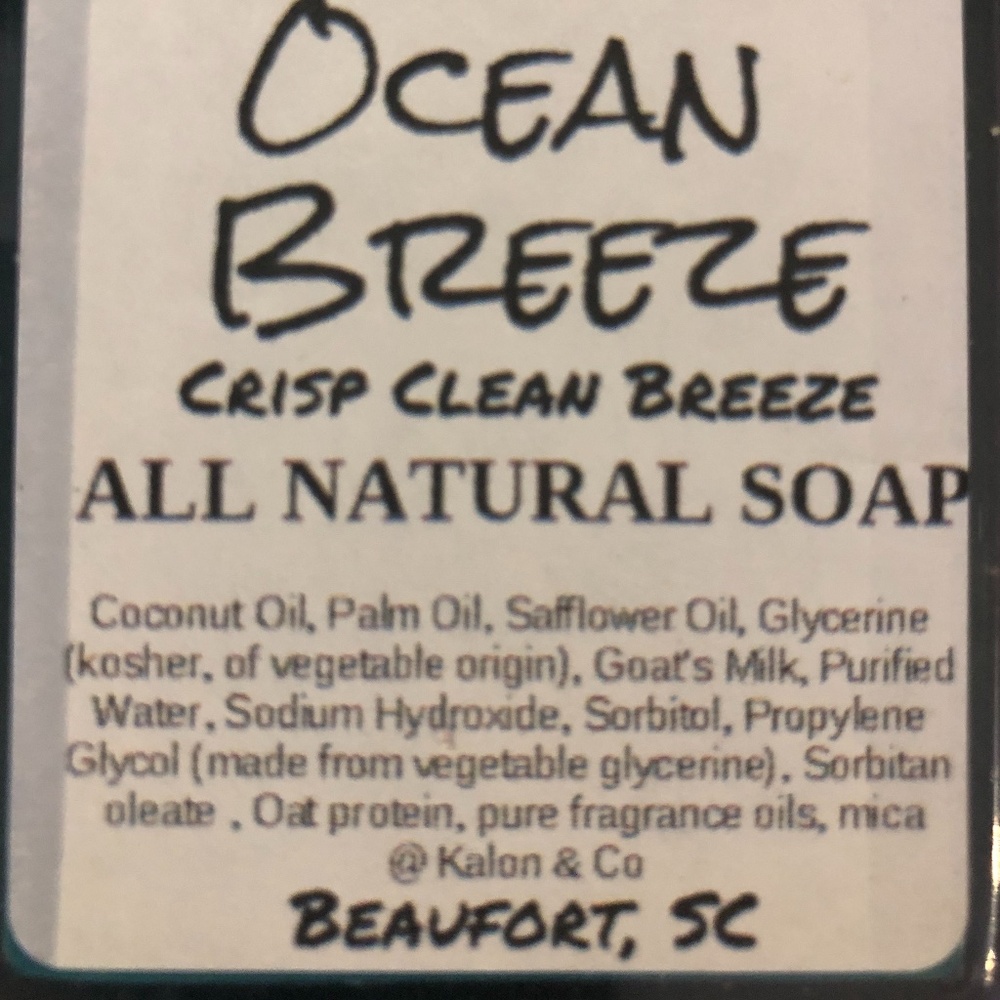 OCEAN
BREEZE
CRISP CLEAN BREEZE
ALL NATURAL SOAP
Coconut Oil, Palm Oil, Safflower Oil, Glycerine
(kosher, of vegetable origin), Goat's Milk, Purified
Water, Sodium Hydroxide, Sorbitol, Propylene
Glycol (made from vegetable glycerine), Sorbitan
oleate , Oat protein, pure fragrance oils, mica
@ Kalon & Co
BEAUFORT, SC